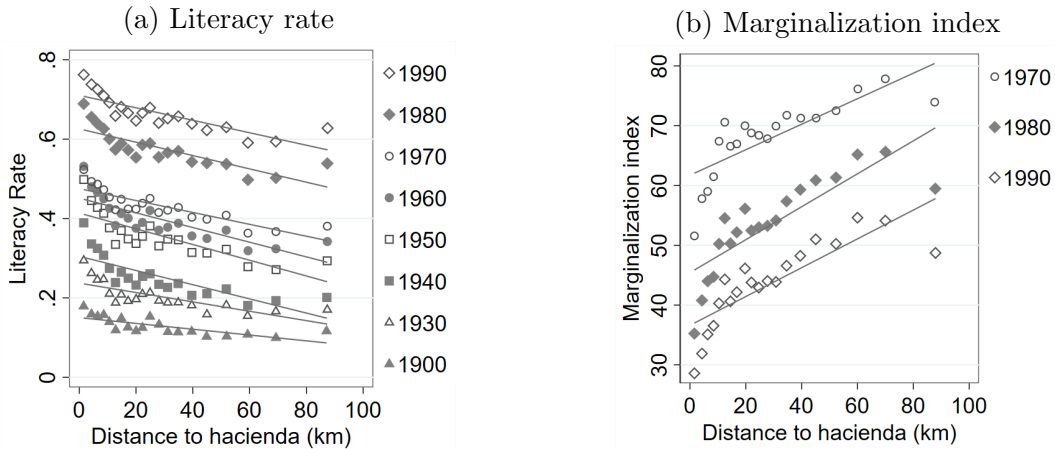 (a) Literacy rate
.8
.6
.4
.2
0
Literacy Rate
0 20 40 60 80 100
Distance to hacienda (km)
1990
1980
1970
1960
1950
1940
1930
1900
(b) Marginalization index
80
70
60
50
40
30
Marginalization index
0 20 40 60 80 100
Distance to hacienda (km)
1970
1980
1990